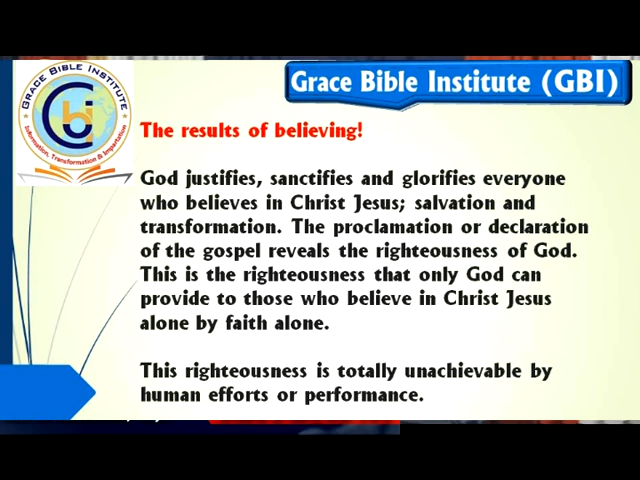 GRACE BIBLE INSTITUTE
bi
Information, Transformation & Impartation
Grace Bible Institute (GBI)
The results of believing!
God justifies, sanctifies and glorifies everyone
who believes in Christ Jesus; salvation and
transformation. The proclamation or declaration
of the gospel reveals the righteousness of God.
This is the righteousness that only God can
provide to those who believe in Christ Jesus
alone by faith alone.
This righteousness is totally unachievable by
human efforts or performance.